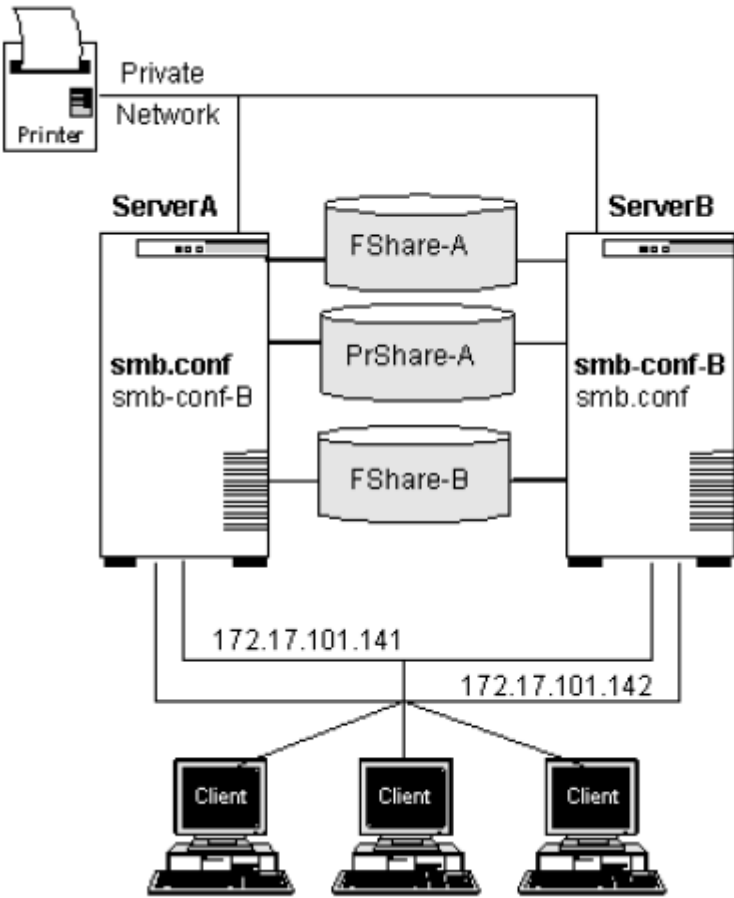 Private
Network
Printer
ServerA
ServerB
FShare-A
PrShare-A
FShare-B
smb.conf
smb-conf-B
smb-conf-B
smb.conf
172.17.101.141
172.17.101.142
Client
Client
Client